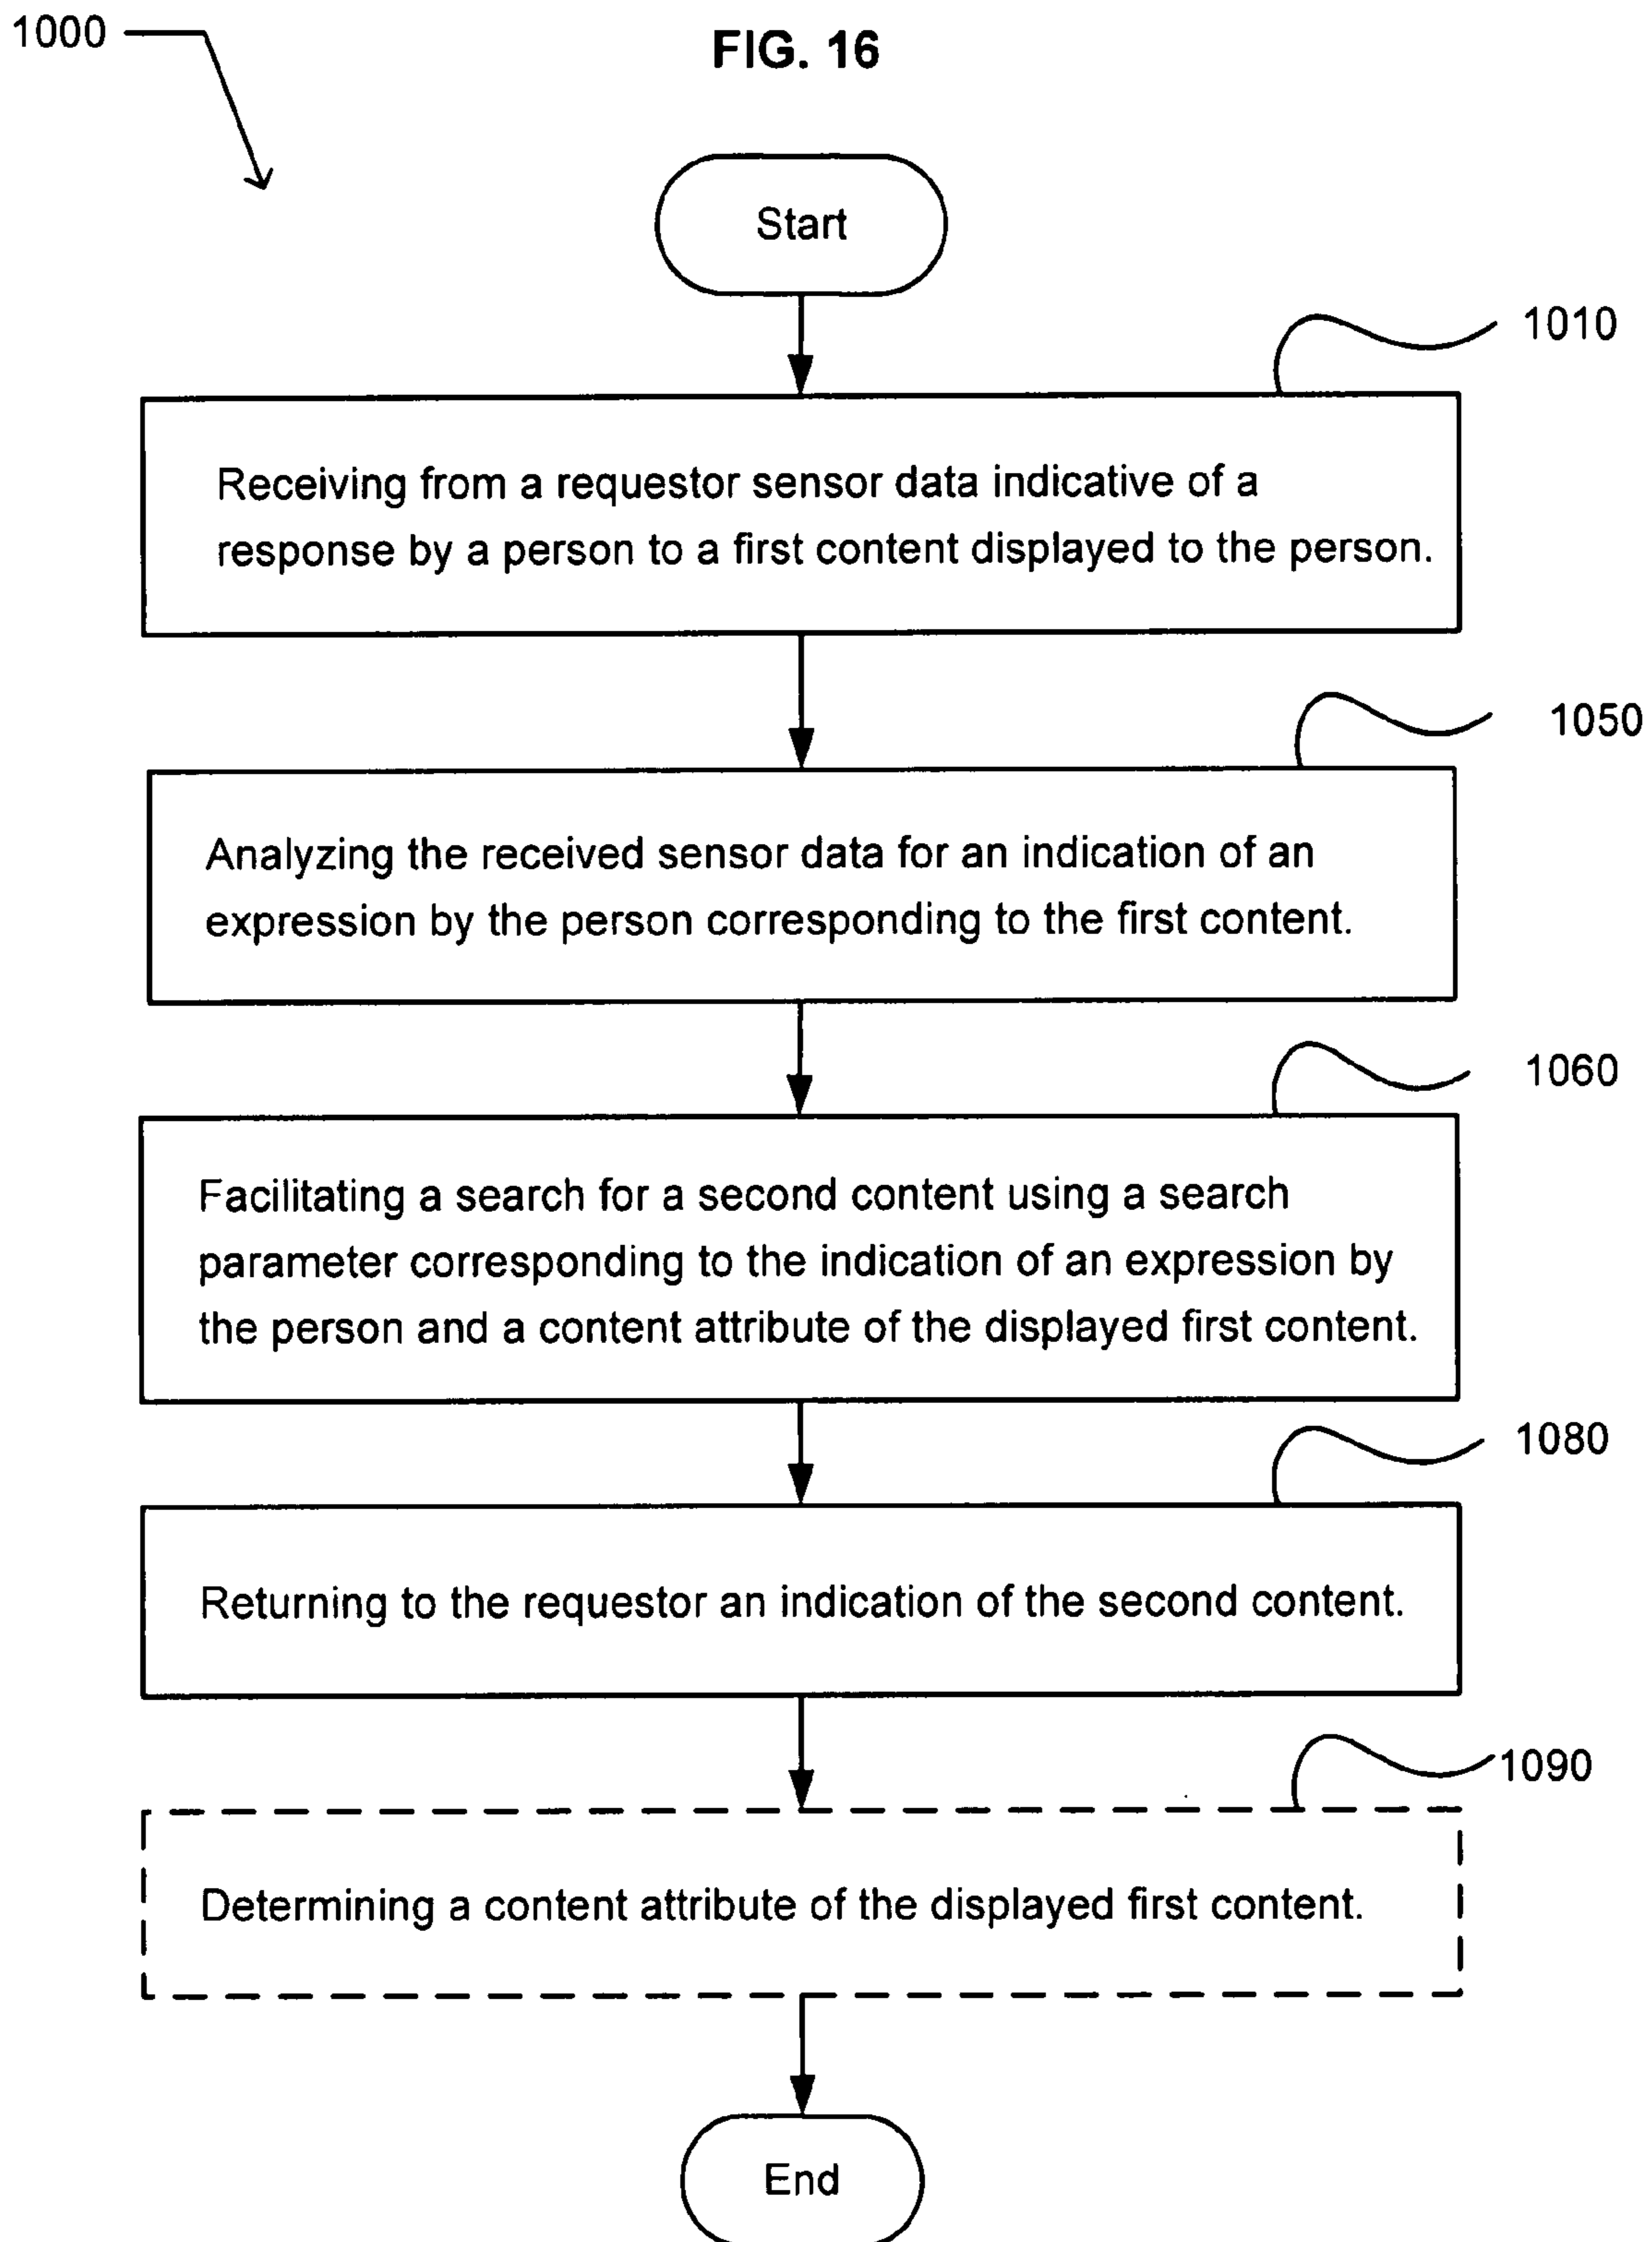 1000
FIG. 16
Start
1010
Receiving from a requestor sensor data indicative of a
response by a person to a first content displayed to the person.
1050
Analyzing the received sensor data for an indication of an
expression by the person corresponding to the first content.
1060
Facilitating a search for a second content using a search
parameter corresponding to the indication of an expression by
the person and a content attribute of the displayed first content.
1080
Returning to the requestor an indication of the second content.
1090
Determining a content attribute of the displayed first content.
End